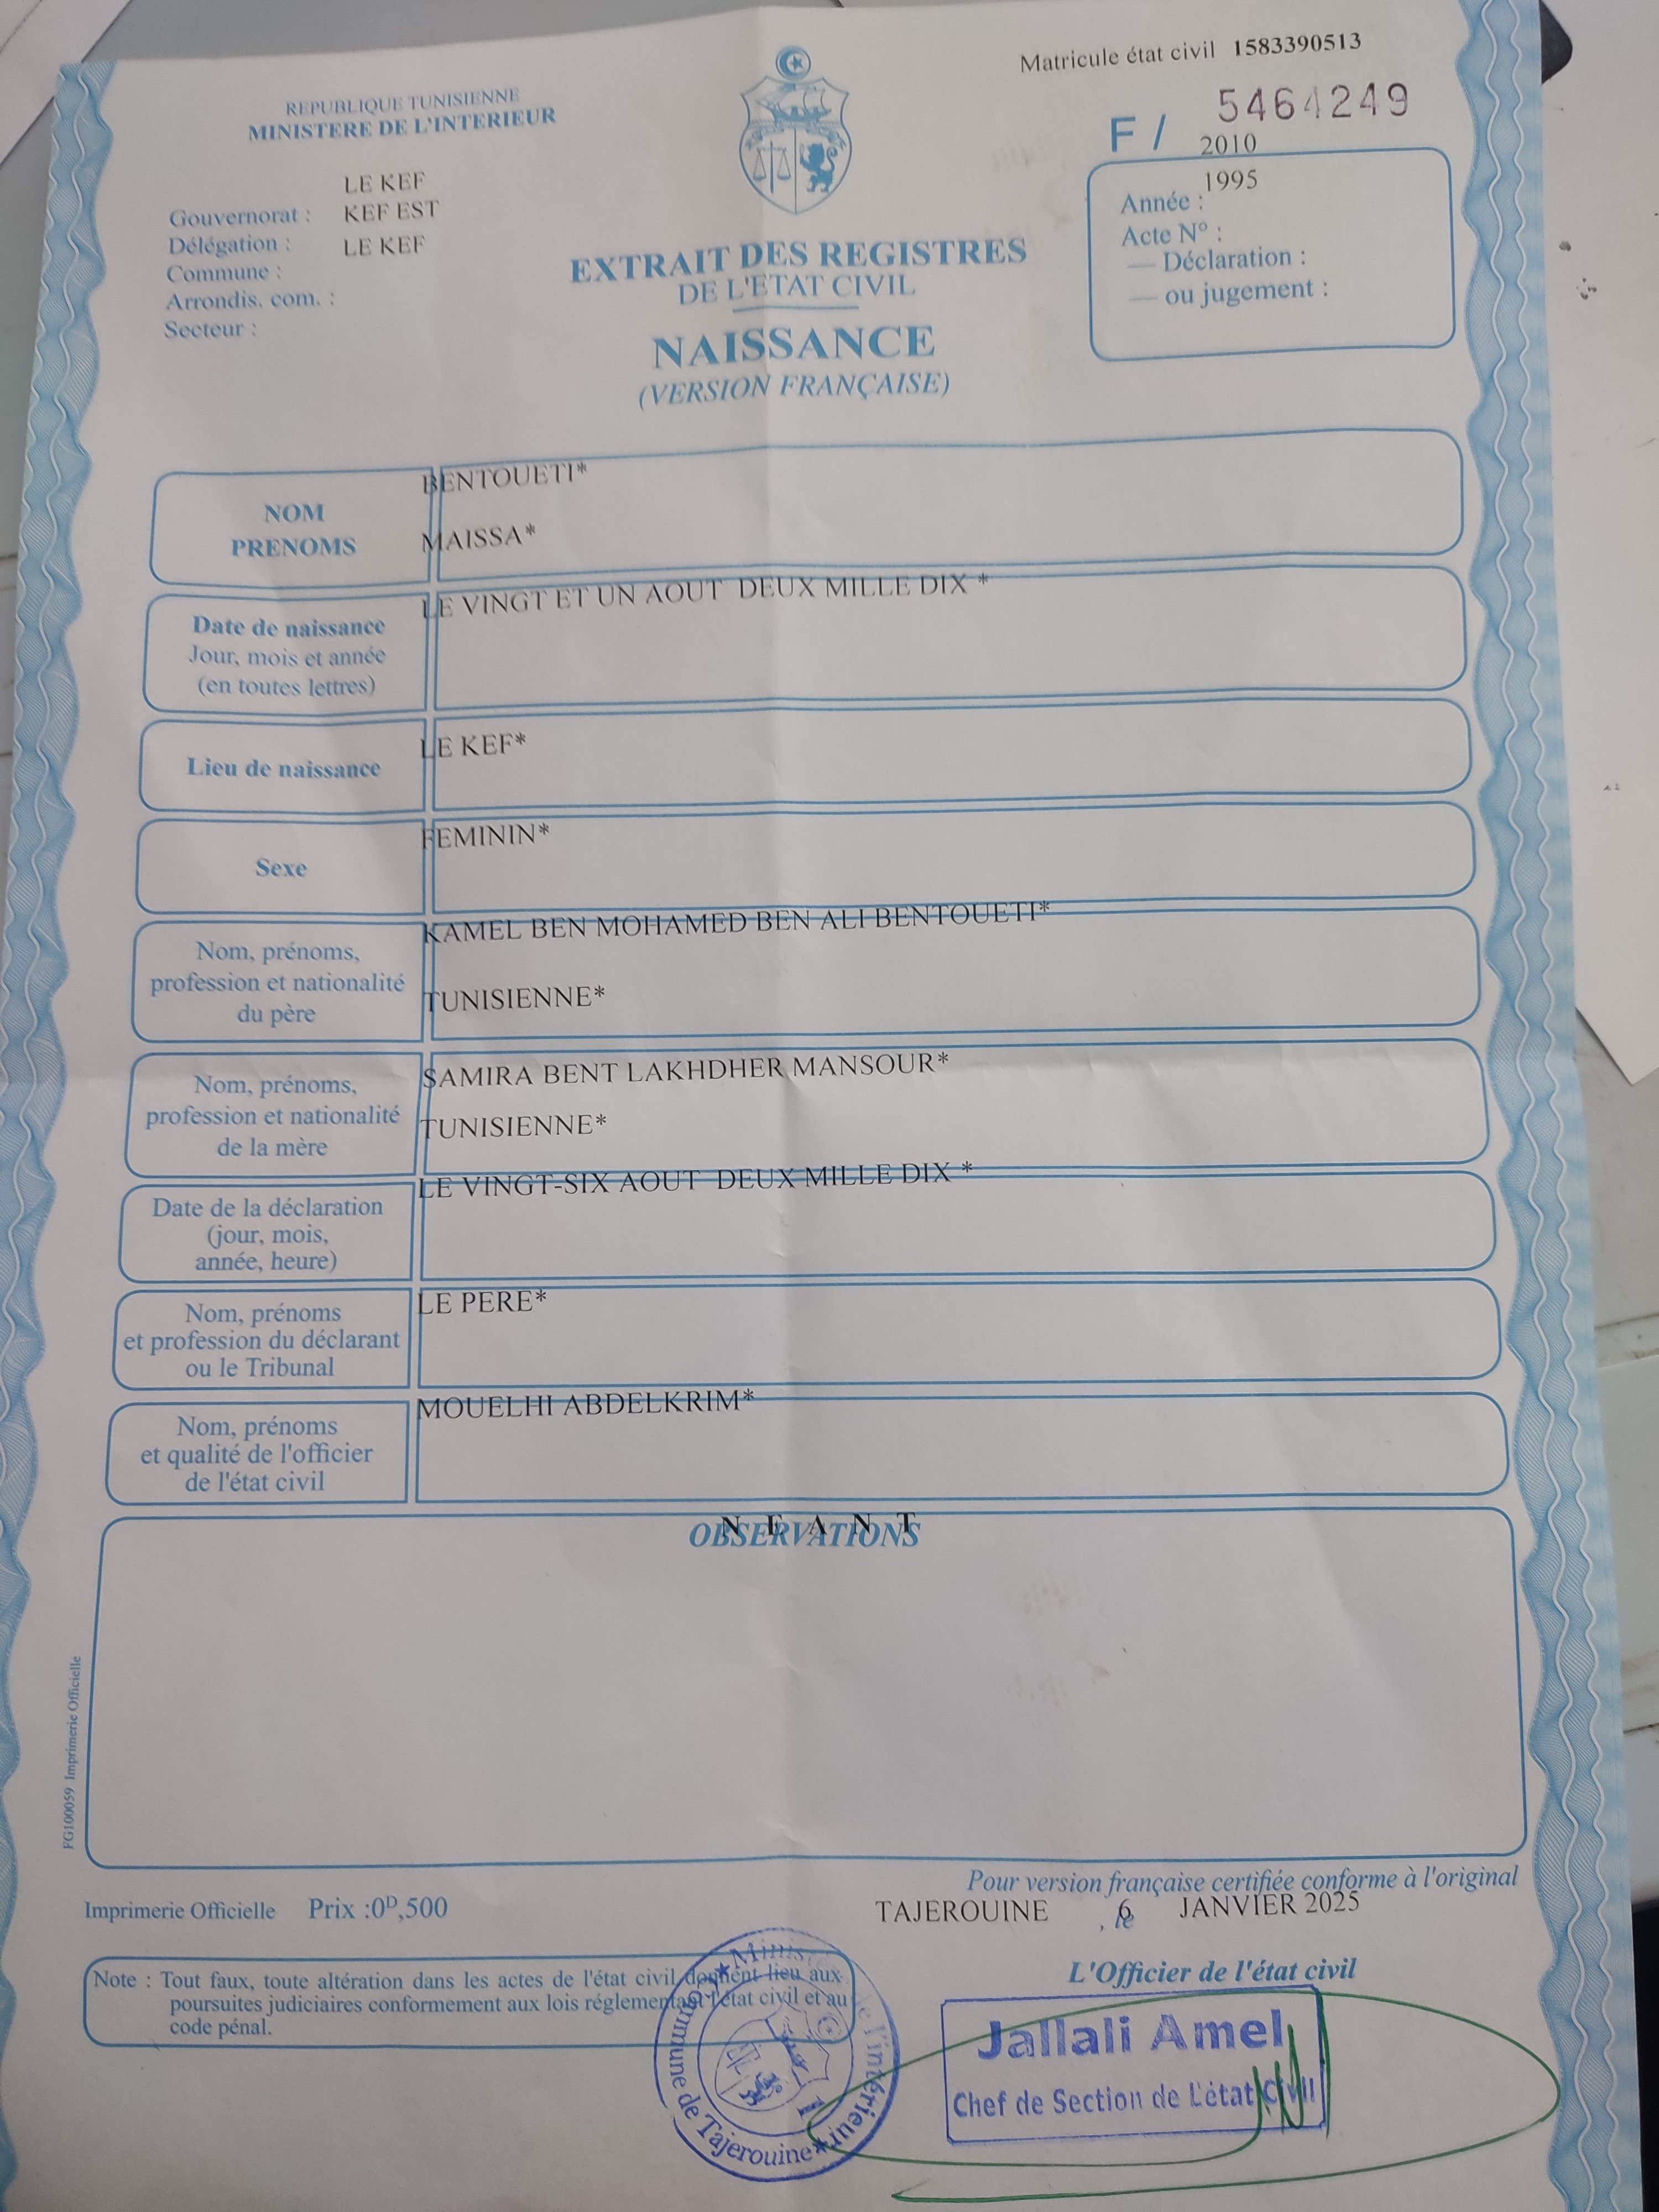 Matricule état civil 1583390513
REPUBLIQUE TUNISIENNE
MINISTERE DE L'INTERIEUR
F / 5464249
2010
1995
Année :
Acte N° :
— Déclaration :
— ou jugement :
LE KEF
Gouvernorat : KEF EST
Délégation : LE KEF
Commune :
Arrondis. com. :
Secteur :
EXTRAIT DES REGISTRES
DE L'ETAT CIVIL
NAISSANCE
(VERSION FRANÇAISE)
NOM
PRENOMS
BENTOUETI*
MAISSA*
Date de naissance
Jour, mois et année
(en toutes lettres)
LE VINGT ET UN AOUT DEUX MILLE DIX *
Lieu de naissance
LE KEF*
Sexe
FEMININ*
Nom, prénoms,
profession et nationalité
du père
KAMEL BEN MOHAMED BEN ALI BENTOUETI*
TUNISIENNE*
Nom, prénoms,
profession et nationalité
de la mère
SAMIRA BENT LAKHDHER MANSOUR*
TUNISIENNE*
Date de la déclaration
(jour, mois,
année, heure)
LE VINGT-SIX AOUT DEUX MILLE DIX *
Nom, prénoms
et profession du déclarant
ou le Tribunal
LE PERE*
Nom, prénoms
et qualité de l'officier
de l'état civil
MOUELHI ABDELKRIM*
OBSERVATIONS
N E A N T
FG100059 Imprimerie Officielle
Pour version française certifiée conforme à l'original
Imprimerie Officielle Prix :0ᴰ,500
TAJEROUINE , le 6 JANVIER 2025
L'Officier de l'état civil
Note : Tout faux, toute altération dans les actes de l'état civil donnent lieu aux
poursuites judiciaires conformement aux lois réglementant l'état civil et au
code pénal.
Jallali Amel
Chef de Section de L'état Civil
Ministère de l'intérieur
Commune de Tajerouine